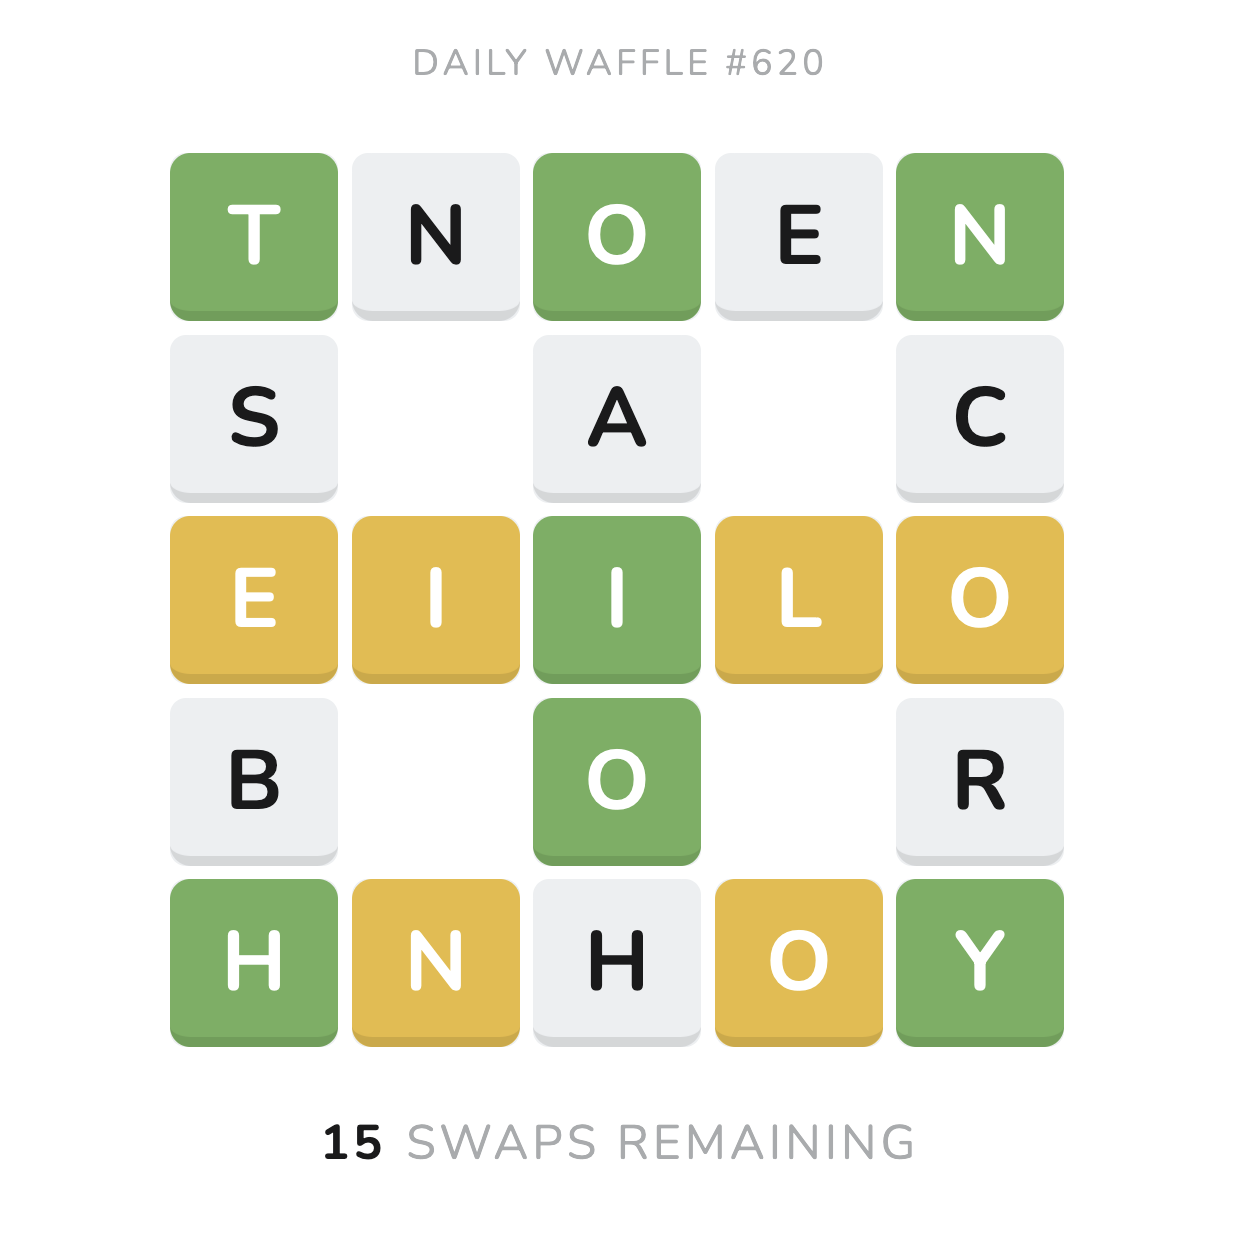 DAILY WAFFLE #620
T N O E N
S A C
E I I L O
B O R
H N H O Y
15 SWAPS REMAINING